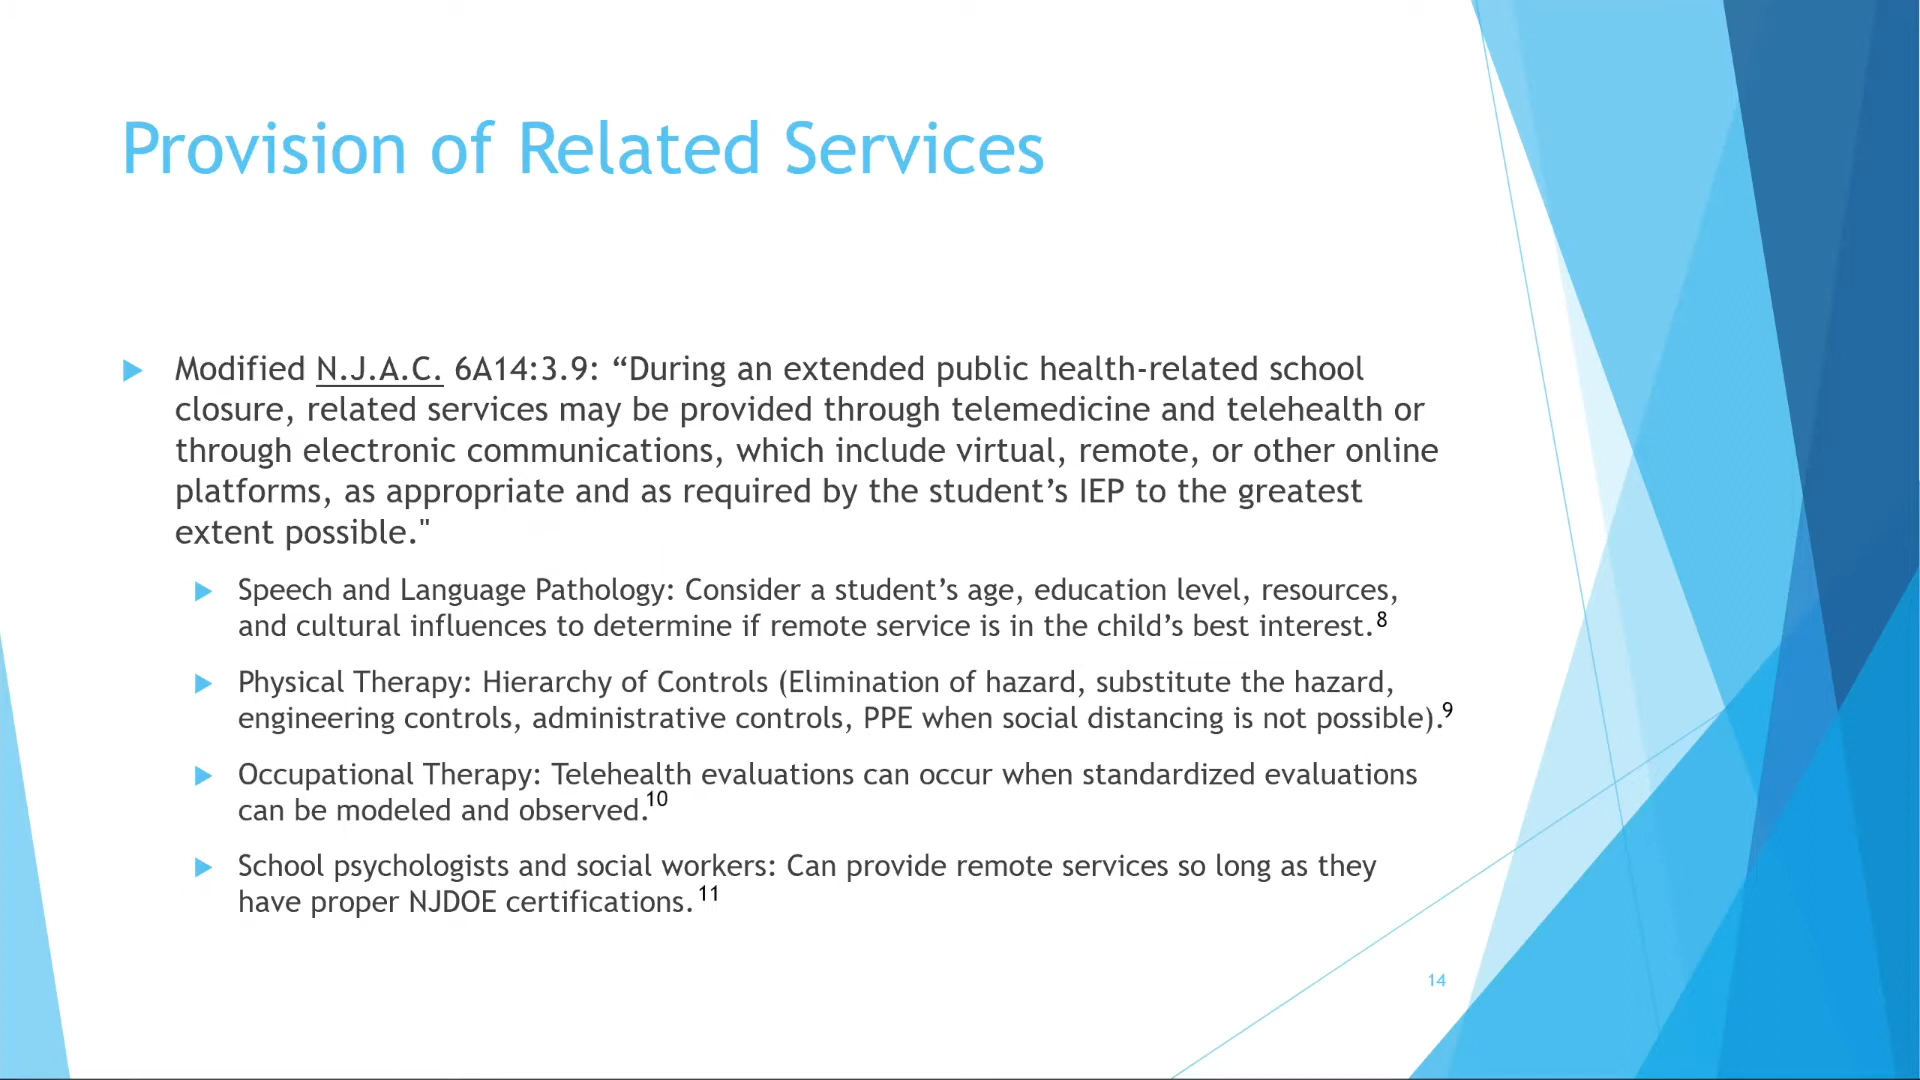 Provision of Related Services
Modified N.J.A.C. 6A14:3.9: “During an extended public health-related school
closure, related services may be provided through telemedicine and telehealth or
through electronic communications, which include virtual, remote, or other online
platforms, as appropriate and as required by the student’s IEP to the greatest
extent possible."
Speech and Language Pathology: Consider a student’s age, education level, resources,
and cultural influences to determine if remote service is in the child’s best interest.8
Physical Therapy: Hierarchy of Controls (Elimination of hazard, substitute the hazard,
engineering controls, administrative controls, PPE when social distancing is not possible).9
Occupational Therapy: Telehealth evaluations can occur when standardized evaluations
can be modeled and observed.10
School psychologists and social workers: Can provide remote services so long as they
have proper NJDOE certifications.11
14